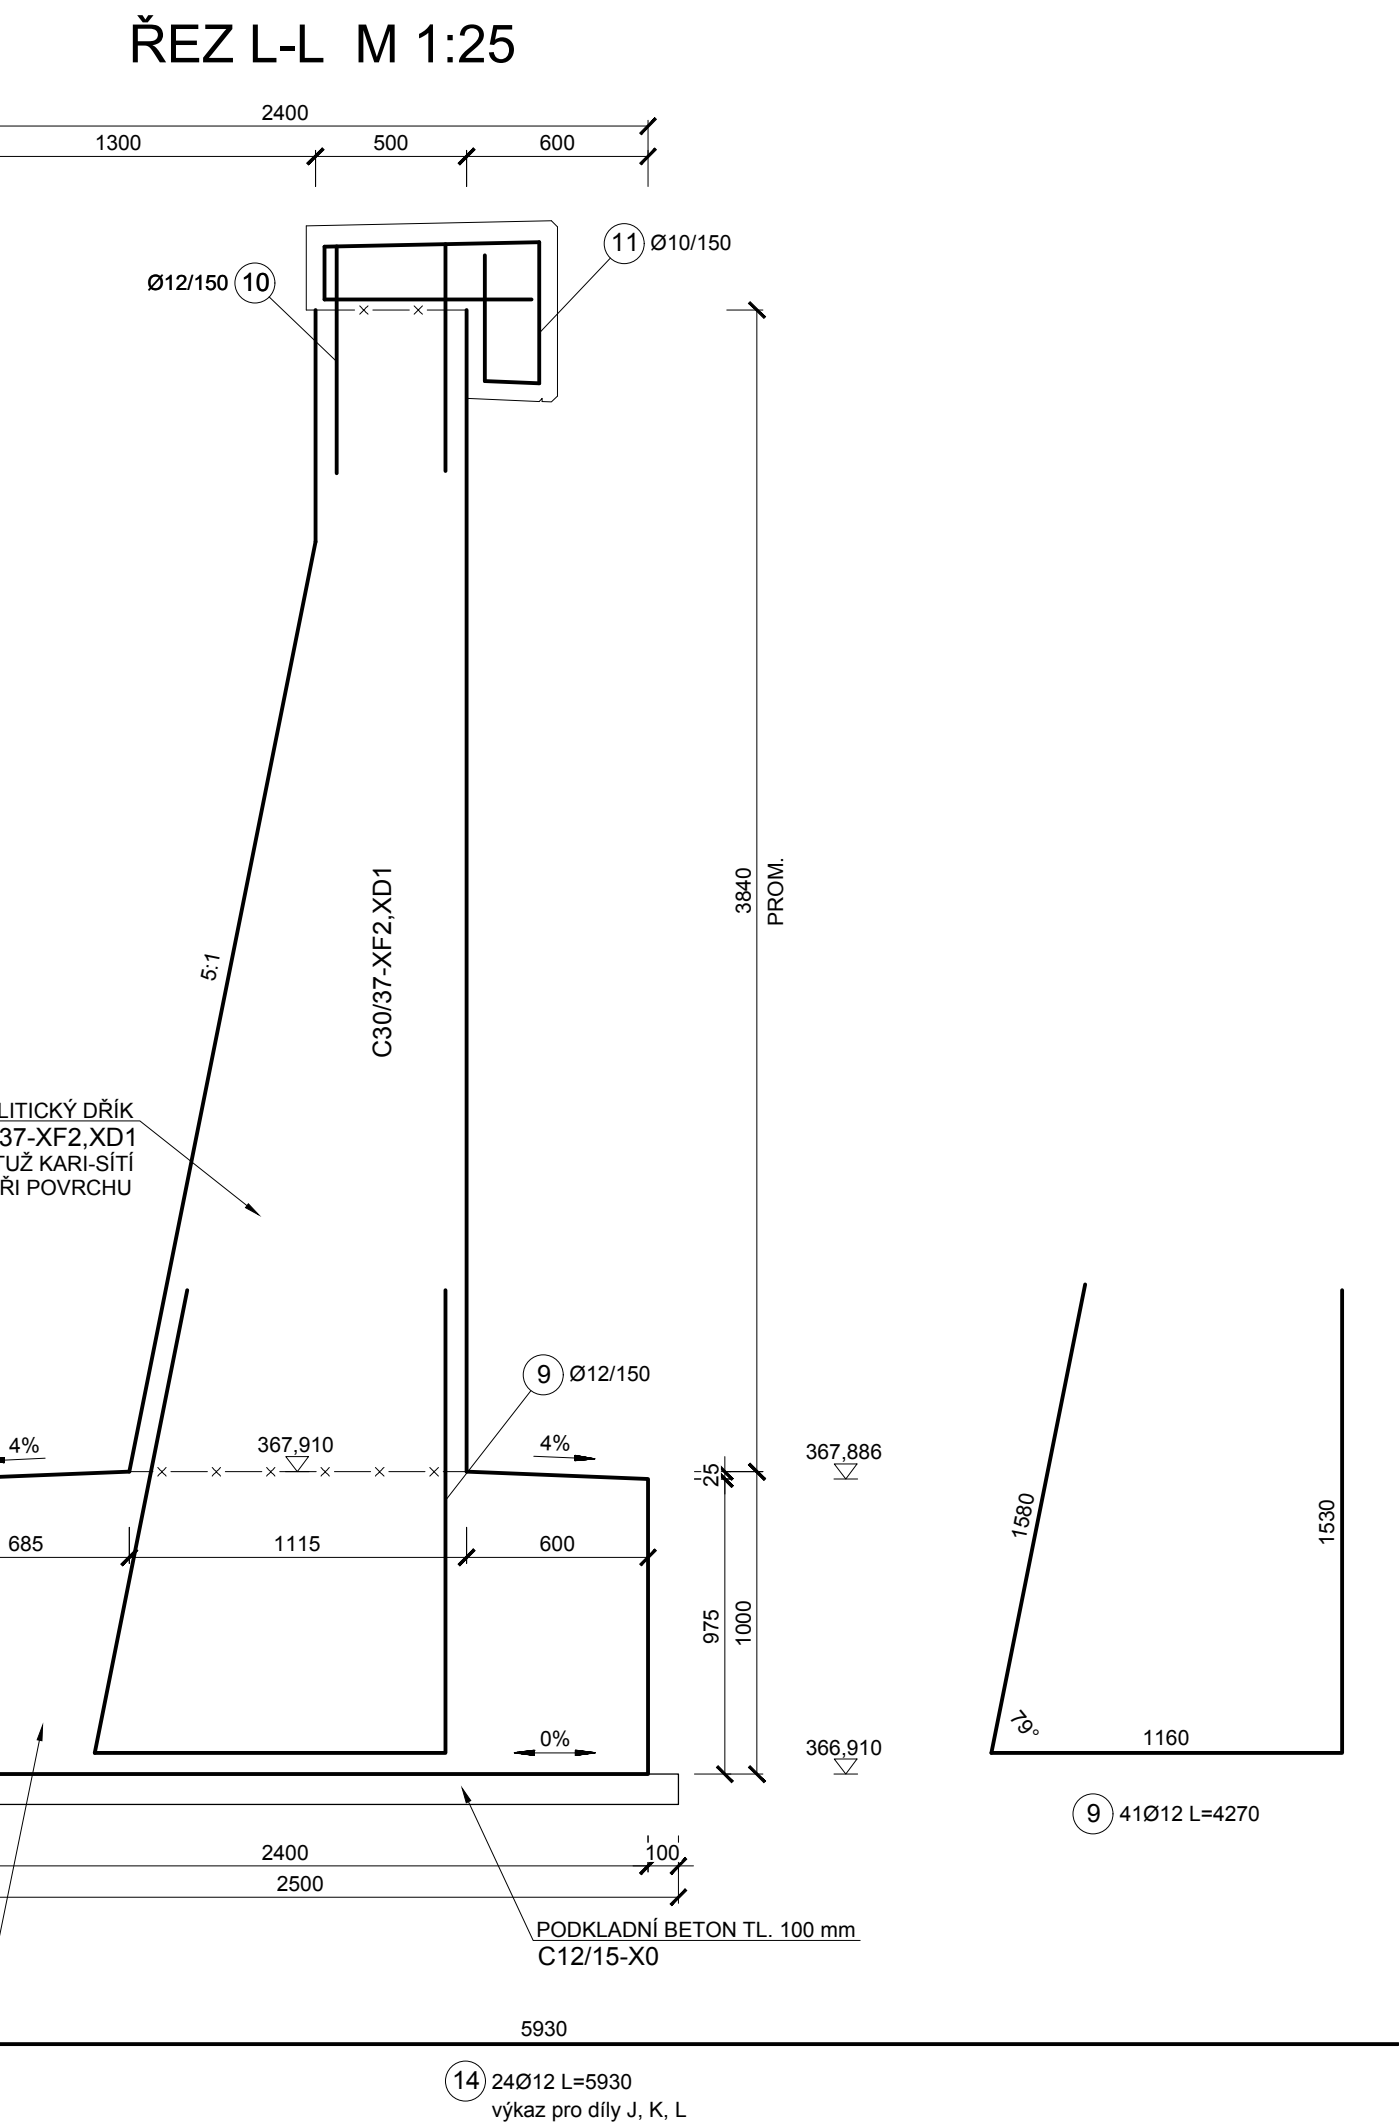 ŘEZ L-L M 1:25
2400
1300 500 600
11 Ø10/150
Ø12/150 10
3840
PROM.
C30/37-XF2,XD1
5:1
LITICKÝ DŘÍK
37-XF2,XD1
TUŽ KARI-SÍTÍ
ŘI POVRCHU
9 Ø12/150
4%
367,910
4%
25
367,886
685 1115 600
975
1000
0%
366,910
1580
1530
79°
1160
9 41Ø12 L=4270
2400 100
2500
PODKLADNÍ BETON TL. 100 mm
C12/15-X0
5930
14 24Ø12 L=5930
výkaz pro díly J, K, L